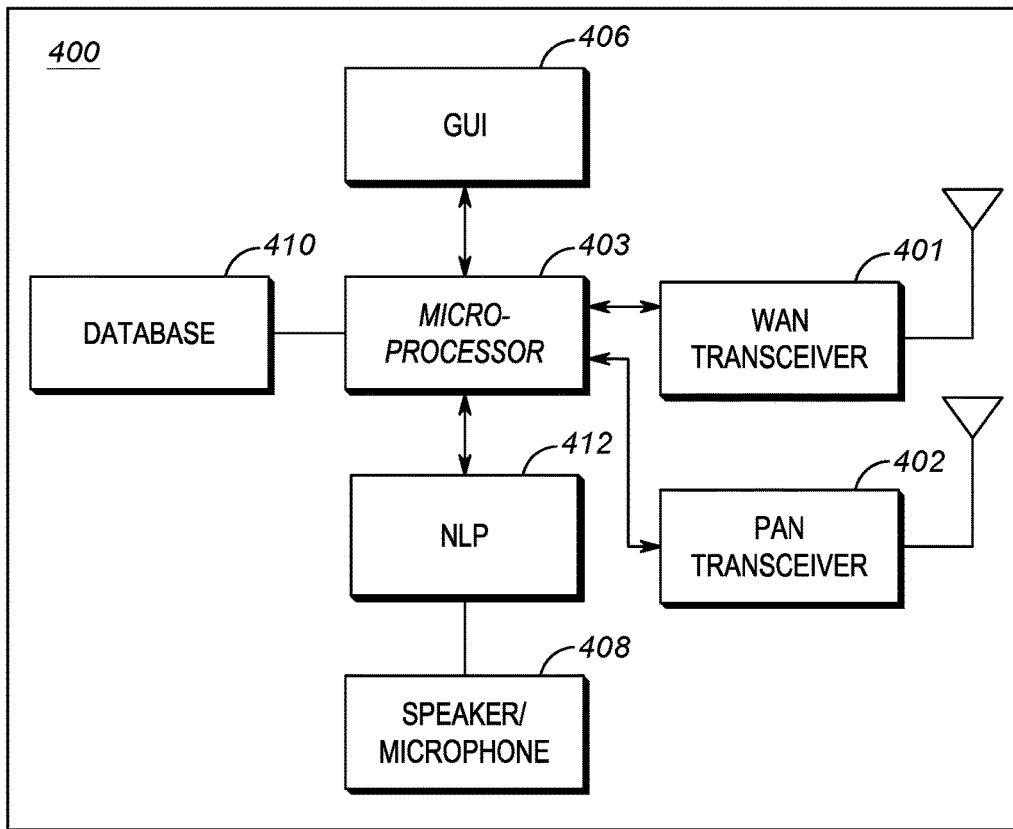 400
406
GUI
410
403
401
DATABASE
MICRO-
PROCESSOR
WAN
TRANSCEIVER
412
402
NLP
PAN
TRANSCEIVER
408
SPEAKER/
MICROPHONE